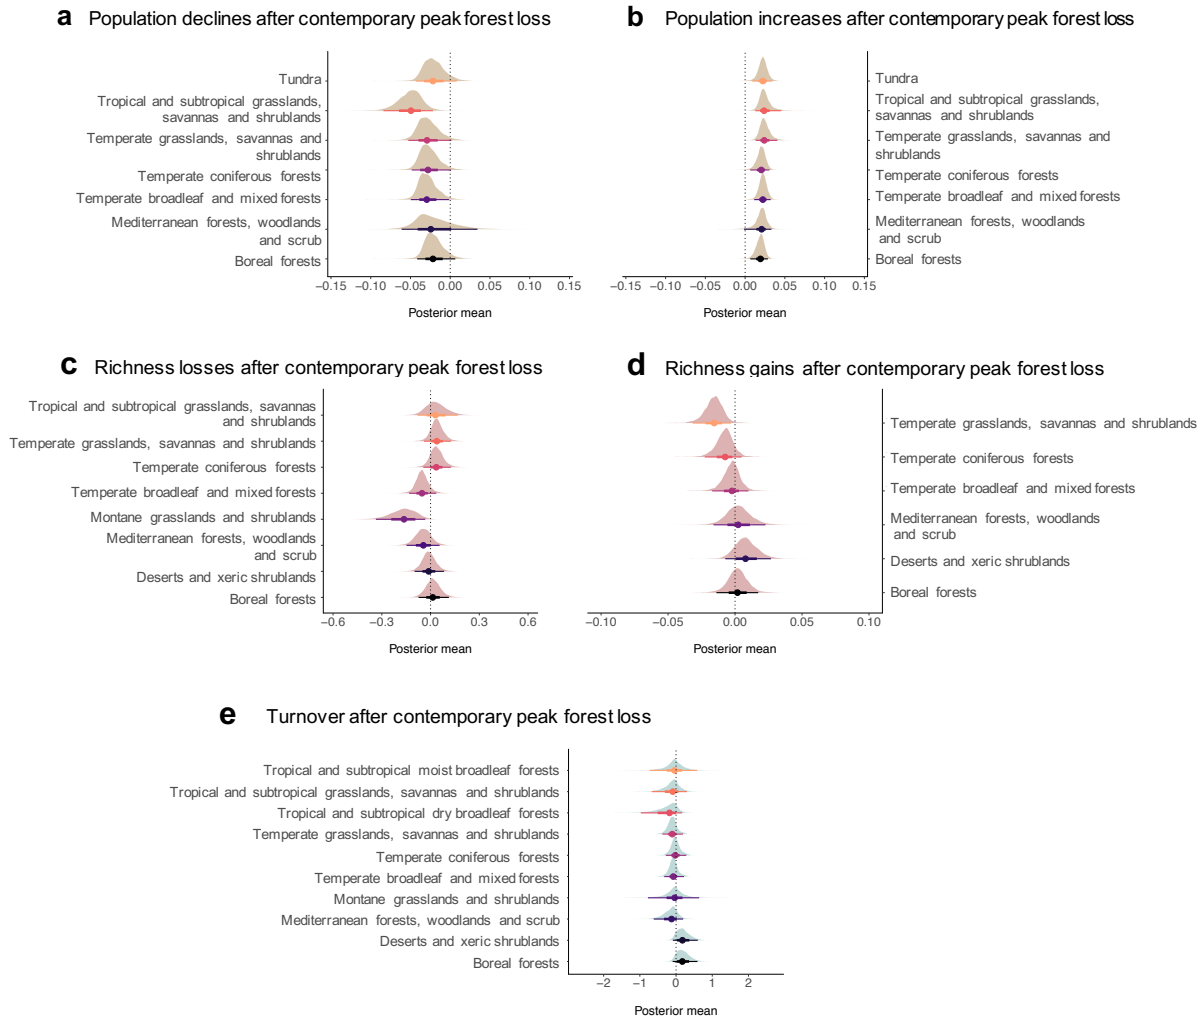 a Population declines after contemporary peak forest loss
Tundra
Tropical and subtropical grasslands,
savannas and shrublands
Temperate grasslands, savannas and
shrublands
Temperate coniferous forests
Temperate broadleaf and mixed forests
Mediterranean forests, woodlands
and scrub
Boreal forests
−0.15 −0.10 −0.05 0.00 0.05 0.10 0.15
Posterior mean
b Population increases after contemporary peak forest loss
Tundra
Tropical and subtropical grasslands,
savannas and shrublands
Temperate grasslands, savannas and
shrublands
Temperate coniferous forests
Temperate broadleaf and mixed forests
Mediterranean forests, woodlands
and scrub
Boreal forests
−0.15 −0.10 −0.05 0.00 0.05 0.10 0.15
Posterior mean
c Richness losses after contemporary peak forest loss
Tropical and subtropical grasslands, savannas
and shrublands
Temperate grasslands, savannas and shrublands
Temperate coniferous forests
Temperate broadleaf and mixed forests
Montane grasslands and shrublands
Mediterranean forests, woodlands
and scrub
Deserts and xeric shrublands
Boreal forests
−0.6 −0.3 0.0 0.3 0.6
Posterior mean
d Richness gains after contemporary peak forest loss
Temperate grasslands, savannas and shrublands
Temperate coniferous forests
Temperate broadleaf and mixed forests
Mediterranean forests, woodlands
and scrub
Deserts and xeric shrublands
Boreal forests
−0.10 −0.05 0.00 0.05 0.10
Posterior mean
e Turnover after contemporary peak forest loss
Tropical and subtropical moist broadleaf forests
Tropical and subtropical grasslands, savannas and shrublands
Tropical and subtropical dry broadleaf forests
Temperate grasslands, savannas and shrublands
Temperate coniferous forests
Temperate broadleaf and mixed forests
Montane grasslands and shrublands
Mediterranean forests, woodlands and scrub
Deserts and xeric shrublands
Boreal forests
−2 −1 0 1 2
Posterior mean